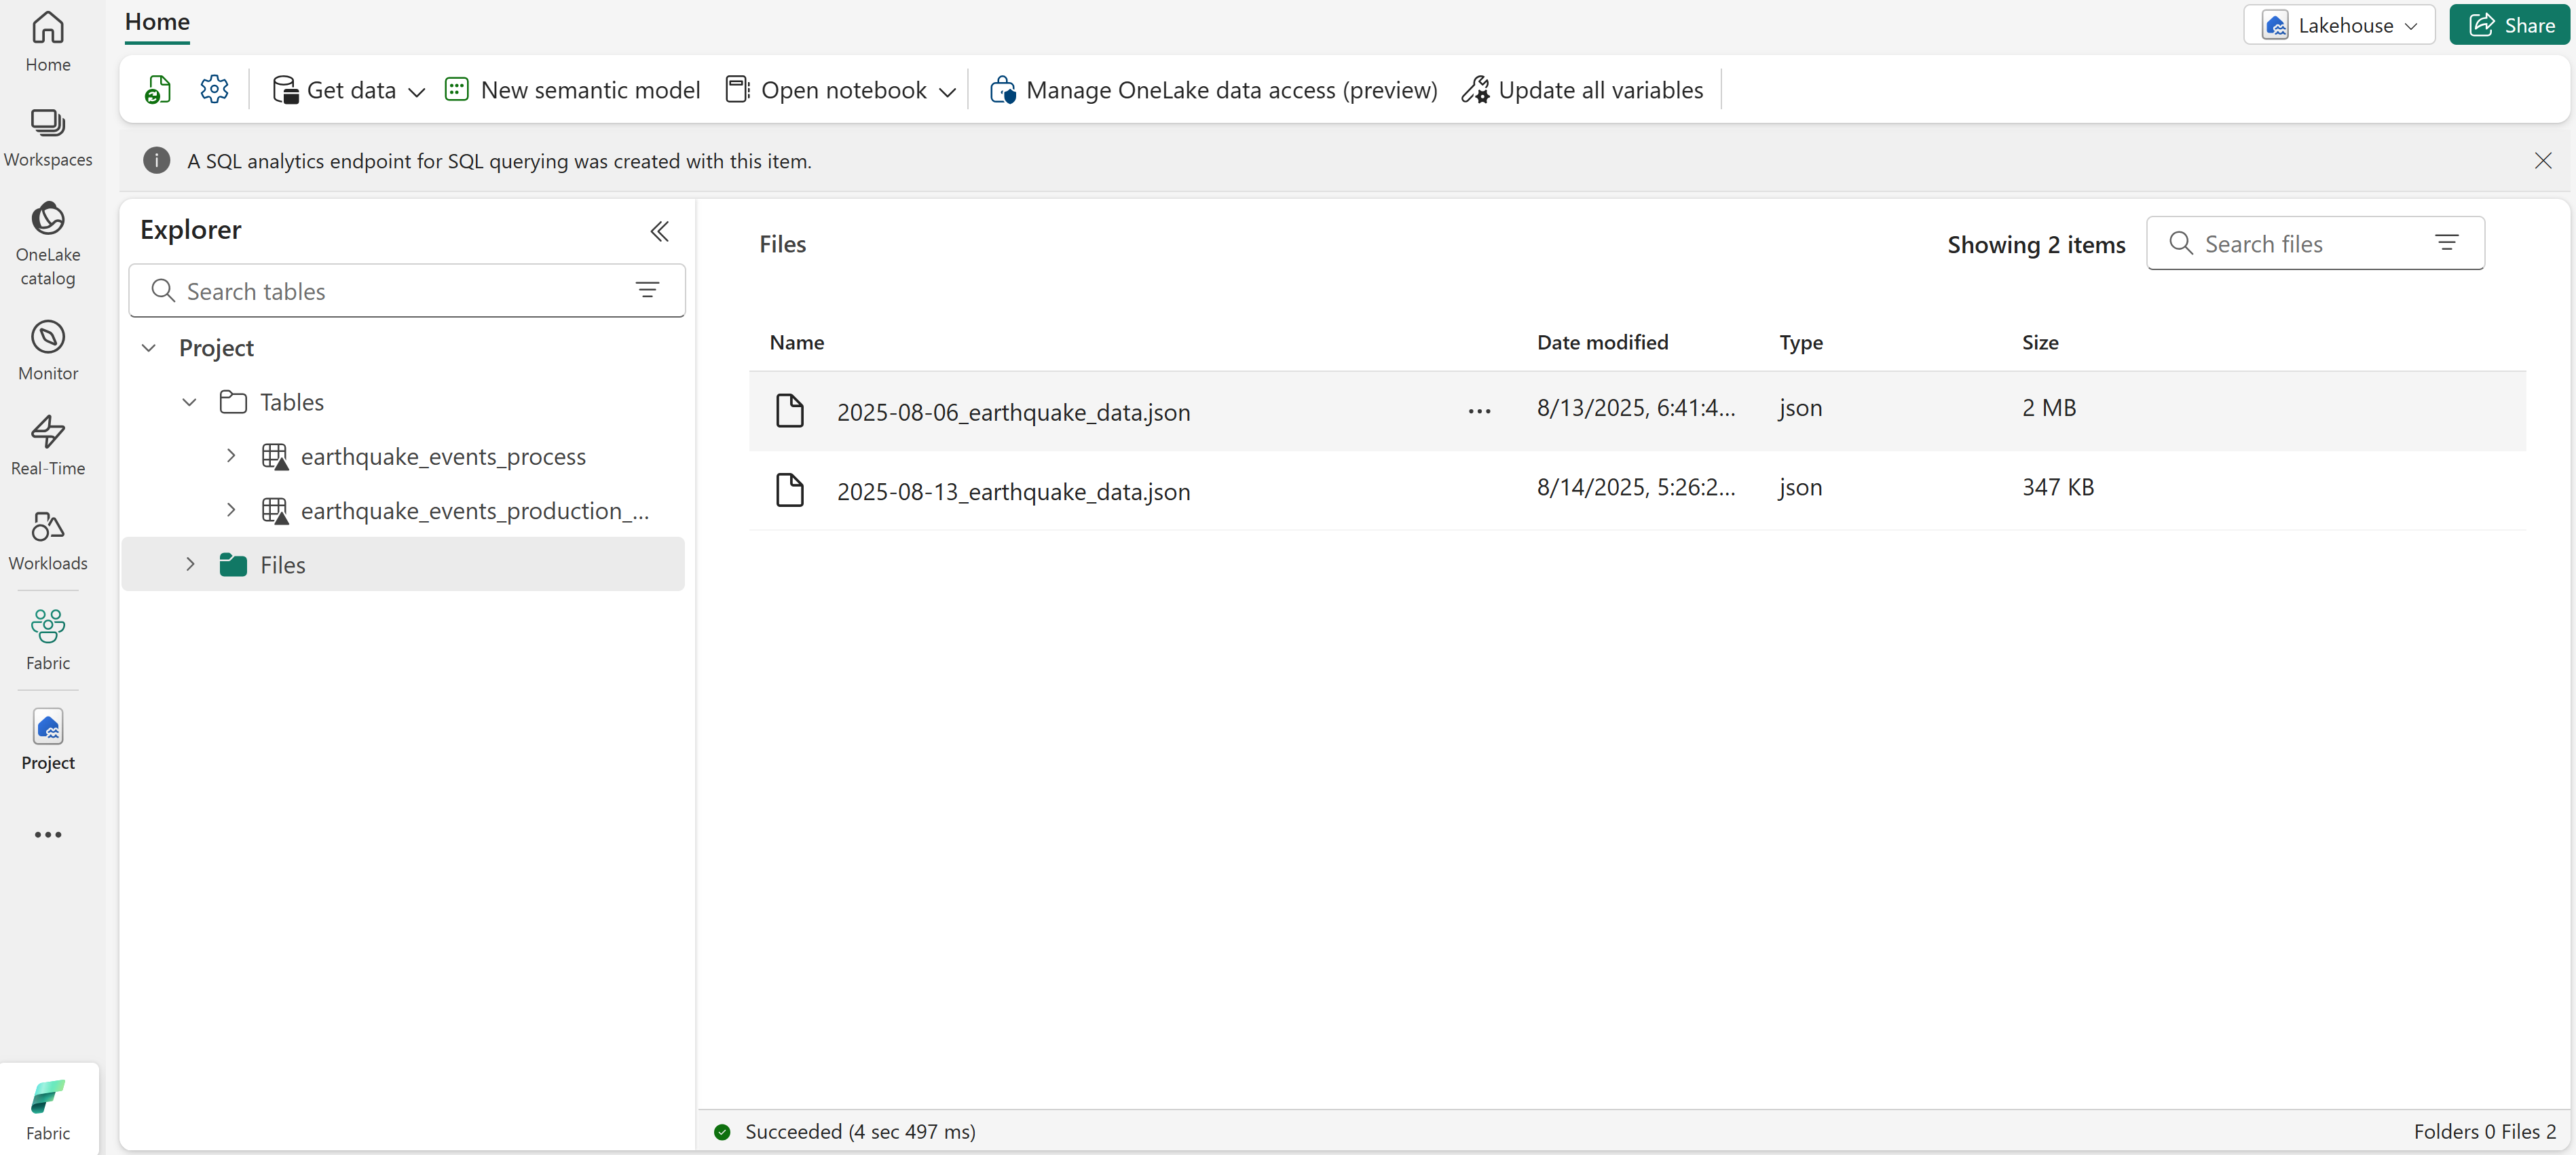 Home
Lakehouse
Share
Get data
New semantic model
Open notebook
Manage OneLake data access (preview)
Update all variables
A SQL analytics endpoint for SQL querying was created with this item.
Home
Workspaces
OneLake
catalog
Monitor
Real-Time
Workloads
Fabric
Project
Fabric
Explorer
Search tables
Project
Tables
earthquake_events_process
earthquake_events_production_...
Files
Files
Showing 2 items
Search files
Name Date modified Type Size
2025-08-06_earthquake_data.json ... 8/13/2025, 6:41:4... json 2 MB
2025-08-13_earthquake_data.json 8/14/2025, 5:26:2... json 347 KB
Succeeded (4 sec 497 ms)
Folders 0 Files 2